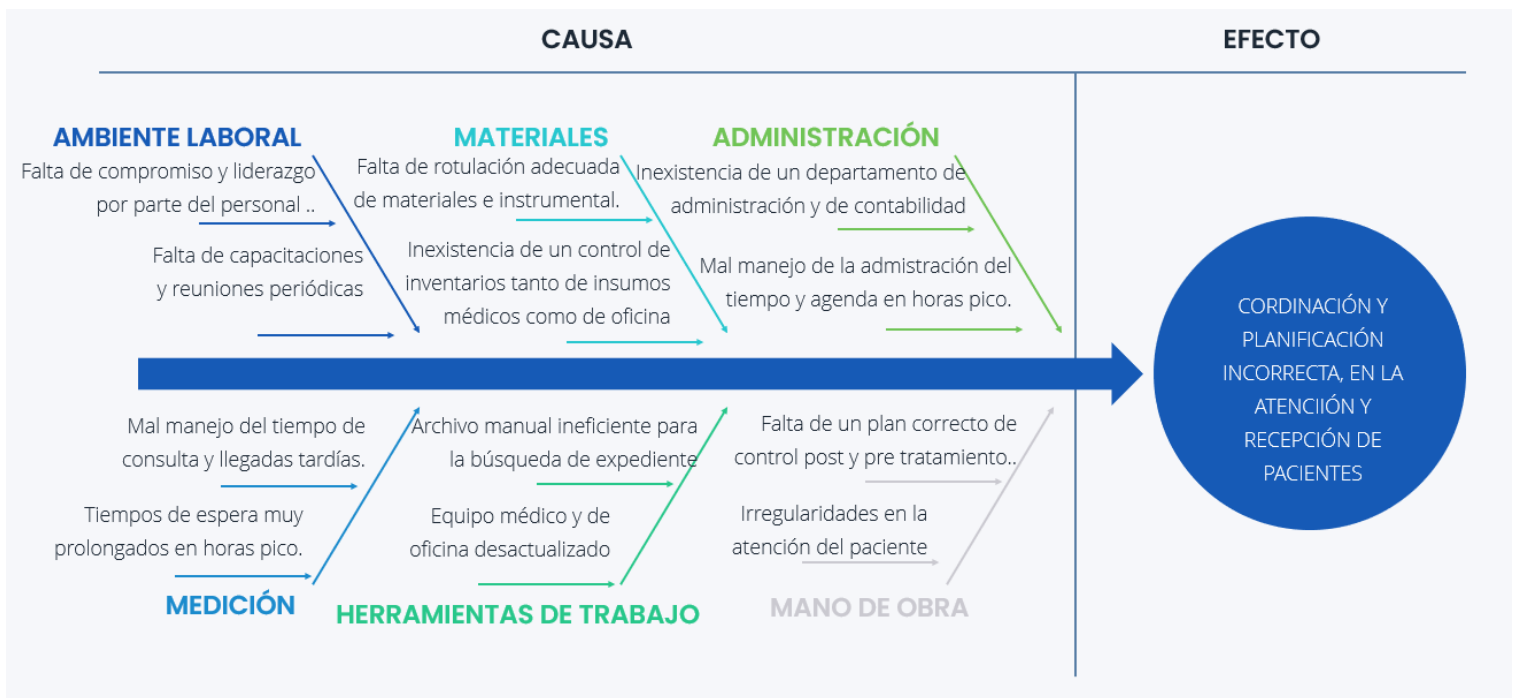 CAUSA
EFECTO
AMBIENTE LABORAL
Falta de compromiso y liderazgo
por parte del personal ..
Falta de capacitaciones
y reuniones periódicas
MATERIALES
Falta de rotulación adecuada
de materiales e instrumental.
Inexistencia de un control de
inventarios tanto de insumos
médicos como de oficina
ADMINISTRACIÓN
Inexistencia de un departamento de
administración y de contabilidad
Mal manejo de la admistración del
tiempo y agenda en horas pico.
Mal manejo del tiempo de
consulta y llegadas tardías.
Tiempos de espera muy
prolongados en horas pico.
MEDICIÓN
Archivo manual ineficiente para
la búsqueda de expediente
Equipo médico y de
oficina desactualizado
HERRAMIENTAS DE TRABAJO
Falta de un plan correcto de
control post y pre tratamiento..
Irregularidades en la
atención del paciente
MANO DE OBRA
CORDINACIÓN Y
PLANIFICACIÓN
INCORRECTA, EN LA
ATENCIIÓN Y
RECEPCIÓN DE
PACIENTES